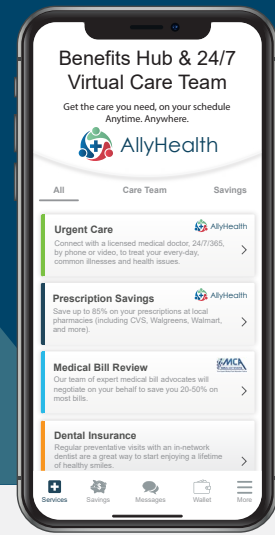 Benefits Hub & 24/7
Virtual Care Team
Get the care you need, on your schedule
Anytime. Anywhere.
AllyHealth
All Care Team Savings
Urgent Care AllyHealth
Connect with a licensed medical doctor, 24/7/365,
by phone or video, to treat your every-day,
common illnesses and health issues.
Prescription Savings AllyHealth
Save up to 85% on your prescriptions at local
pharmacies (including CVS, Walgreens, Walmart,
and more).
Medical Bill Review MCA
Our team of expert medical bill advocates will
negotiate on your behalf to save you 20-50% on
most bills.
Dental Insurance
Regular preventative visits with an in-network
dentist are a great way to start enjoying a lifetime
of healthy smiles.
Services Savings Messages Wallet More